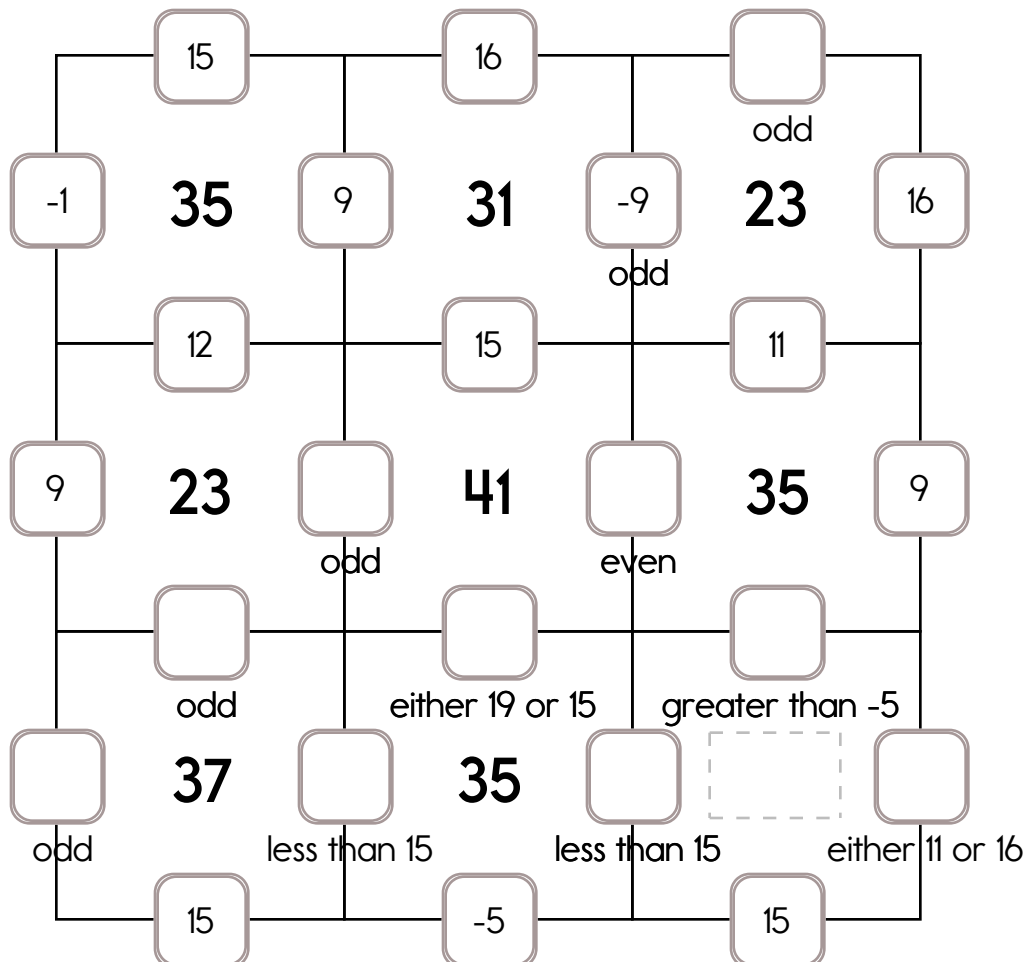 15 16
odd
-1 35 9 31 -9 23 16
odd
12 15 11
9 23 41 35 9
odd even
odd either 19 or 15 greater than -5
37 35
odd less than 15 less than 15 either 11 or 16
15 -5 15